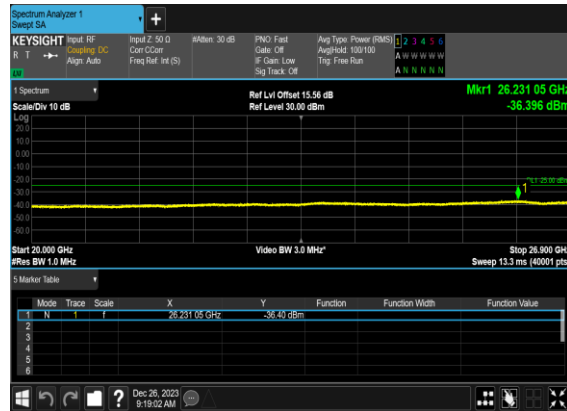 Spectrum Analyzer 1
Swept SA
+
KEYSIGHT Input: RF Input Z: 50 Ω #Atten: 30 dB PNO: Fast Avg Type: Power (RMS) 1 2 3 4 5 6
R T Coupling: DC Corr CCorr Gate: Off Avg|Hold: 100/100 A W W W W W
Align: Auto Freq Ref: Int (S) IF Gain: Low Trig: Free Run
Sig Track: Off A N N N N N
1 Spectrum Ref Lvl Offset 15.56 dB Mkr1 26.231 05 GHz
Scale/Div 10 dB Ref Level 30.00 dBm -36.396 dBm
Log
20.0
10.0
0.00
-10.0
-20.0
DL1 -25.00 dBm
1
-30.0
-40.0
-50.0
-60.0
Start 20.000 GHz Video BW 3.0 MHz* Stop 26.900 GHz
#Res BW 1.0 MHz Sweep 13.3 ms (40001 pts)
5 Marker Table
Mode Trace Scale X Y Function Function Width Function Value
1 N 1 f 26.231 05 GHz -36.40 dBm
2
3
4
5
6
? Dec 26, 2023
9:19:02 AM